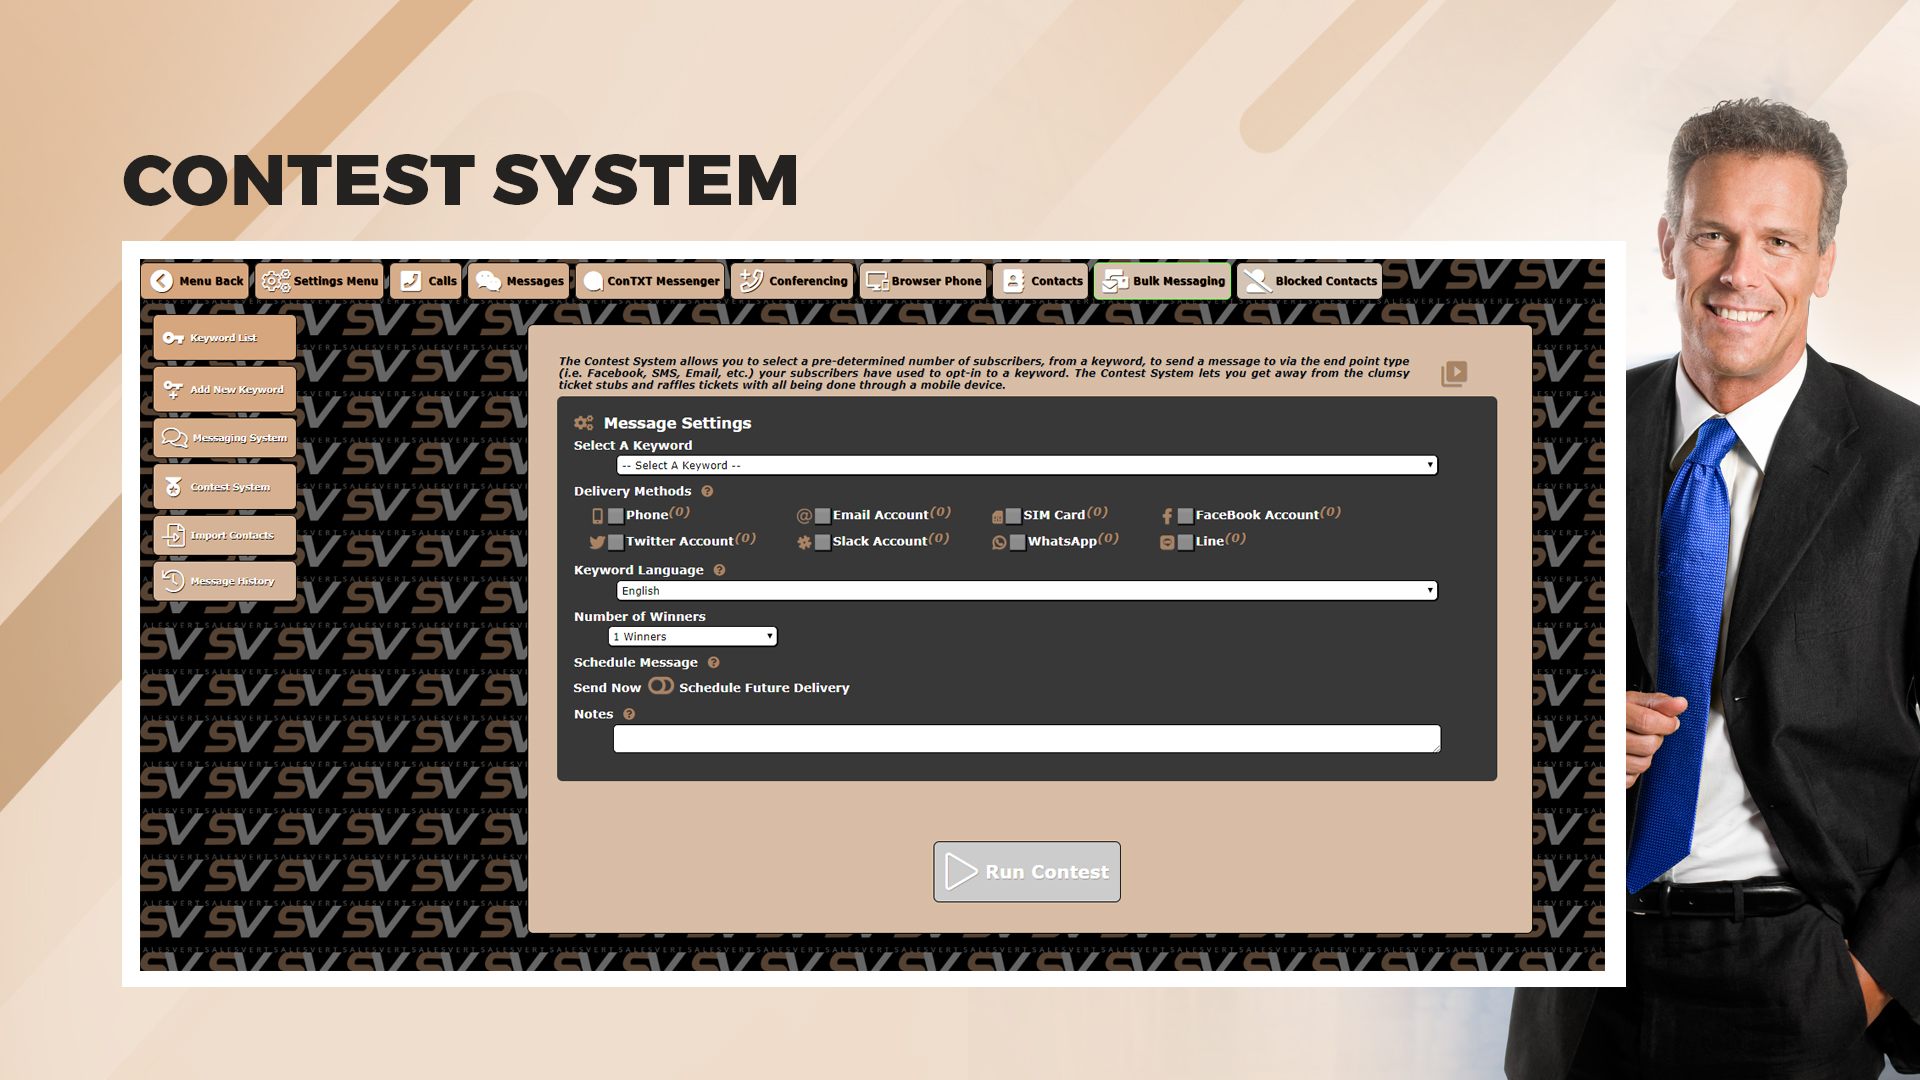 CONTEST SYSTEM
Menu Back Settings Menu Calls Messages ConTXT Messenger Conferencing Browser Phone Contacts Bulk Messaging Blocked Contacts
Keyword List
Add New Keyword
Messaging System
Contest System
Import Contacts
Message History
The Contest System allows you to select a pre-determined number of subscribers, from a keyword, to send a message to via the end point type
(i.e. Facebook, SMS, Email, etc.) your subscribers have used to opt-in to a keyword. The Contest System lets you get away from the clumsy
ticket stubs and raffles tickets with all being done through a mobile device.
Message Settings
Select A Keyword
-- Select A Keyword --
Delivery Methods ?
Phone(0) @ Email Account(0) SIM Card(0) FaceBook Account(0)
Twitter Account(0) Slack Account(0) WhatsApp(0) Line(0)
Keyword Language ?
English
Number of Winners
1 Winners
Schedule Message ?
Send Now Schedule Future Delivery
Notes ?
Run Contest
SV
SALESVERT